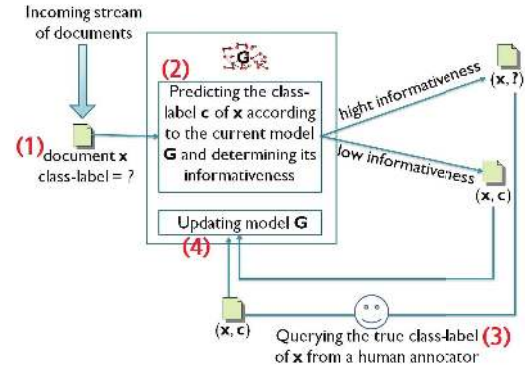 Incoming stream
of documents
(1)
document x
class-label = ?
G
(2)
Predicting the class-
label c of x according
to the current model
G and determining its
informativeness
Updating model G
(4)
hight informativeness
(x, ?)
low informativeness
(x, c)
(x, c)
Querying the true class-label (3)
of x from a human annotator